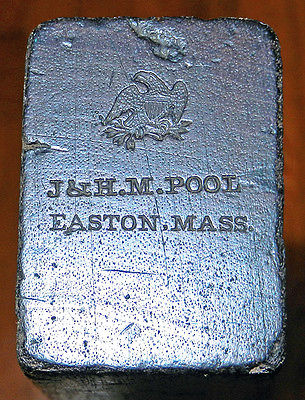 J & H. M. POOL
EASTON. MASS.